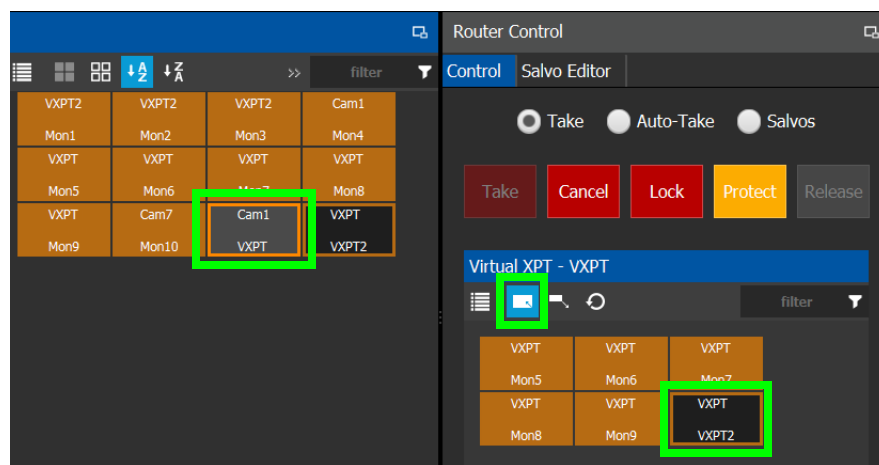 Router Control
A
Z
Z
A
>>
filter
Control
Salvo Editor
VXPT2
VXPT2
VXPT2
Cam1
Mon1
Mon2
Mon3
Mon4
VXPT
VXPT
VXPT
VXPT
Mon5
Mon6
Mon7
Mon8
VXPT
Cam7
Cam1
VXPT
Mon9
Mon10
VXPT
VXPT2
Take
Auto-Take
Salvos
Take
Cancel
Lock
Protect
Release
Virtual XPT - VXPT
filter
VXPT
VXPT
VXPT
Mon5
Mon6
Mon7
VXPT
VXPT
VXPT
Mon8
Mon9
VXPT2